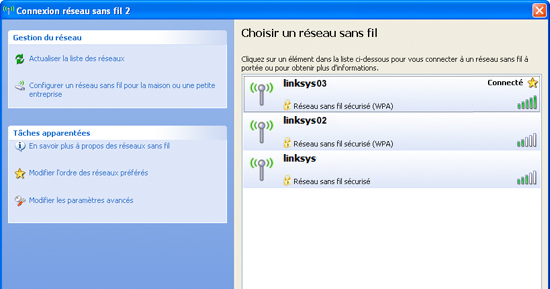 Connexion réseau sans fil 2
Gestion du réseau
Actualiser la liste des réseaux
Configurer un réseau sans fil pour la maison ou une petite
entreprise
Tâches apparentées
En savoir plus à propos des réseaux sans fil
Modifier l'ordre des réseaux préférés
Modifier les paramètres avancés
Choisir un réseau sans fil
Cliquez sur un élément dans la liste ci-dessous pour vous connecter à un réseau sans fil à
portée ou pour obtenir plus d'informations.
linksys03
Connecté
Réseau sans fil sécurisé (WPA)
linksys02
Réseau sans fil sécurisé (WPA)
linksys
Réseau sans fil sécurisé